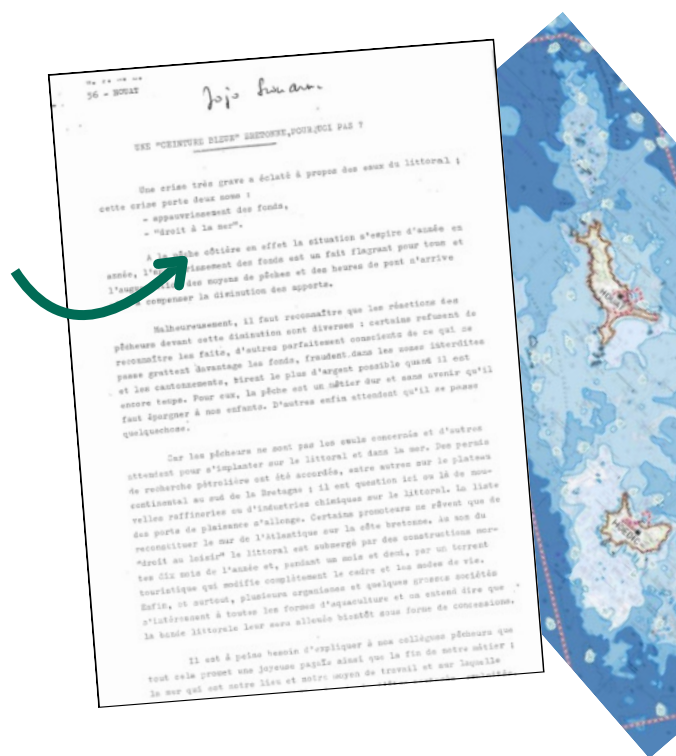 56 - HOUAT
Jojo
UNE "CEINTURE BLEUE" BRETONNE, POURQUOI PAS ?
Une crise très grave a éclaté à propos des eaux du littoral ;
cette crise porte deux noms :
- appauvrissement des fonds,
- "droit à la mer".
A la pêche côtière en effet la situation s'empire d'année en
année, l'appauvrissement des fonds est un fait flagrant pour tous et
l'augmentation des moyens de pêches et des heures de pont n'arrive
à compenser la diminution des apports.
Malheureusement, il faut reconnaître que les réactions des
pêcheurs devant cette diminution sont diverses : certains refusent de
reconnaître les faits, d'autres parfaitement conscients de ce qui se
passe grattent davantage les fonds, fraudent dans les zones interdites
et les cantonnements, tirent le plus d'argent possible quand il est
encore temps. Pour eux, la pêche est un métier dur et sans avenir qu'il
faut épargner à nos enfants. D'autres enfin attendent qu'il se passe
quelquechose.
Car les pêcheurs ne sont pas les seuls concernés et d'autres
attendent pour s'implanter sur le littoral et dans la mer. Des permis
de recherche pétrolière ont été accordés, entre autres sur le plateau
continental au sud de la Bretagne ; il est question ici ou là de nou-
velles raffineries ou d'industries chimiques sur le littoral. La liste
des ports de plaisance s'allonge. Certains promoteurs ne rêvent que de
reconstituer le mur de l'Atlantique sur la côte bretonne. Au nom du
"droit au loisir" le littoral est submergé par des constructions mor-
tes dix mois de l'année et, pendant un mois et demi, par un torrent
touristique qui modifie complètement le cadre et les modes de vie.
Enfin, et surtout, plusieurs organismes et quelques grosses sociétés
s'intéressent à toutes les formes d'aquaculture et on entend dire que
la bande littorale leur sera allouée bientôt sous forme de concessions.
Il est à peine besoin d'expliquer à nos collègues pêcheurs que
tout cela promet une joyeuse pagaïe ainsi que la fin de notre métier ;
la mer qui est notre lieu et notre moyen de travail et sur laquelle